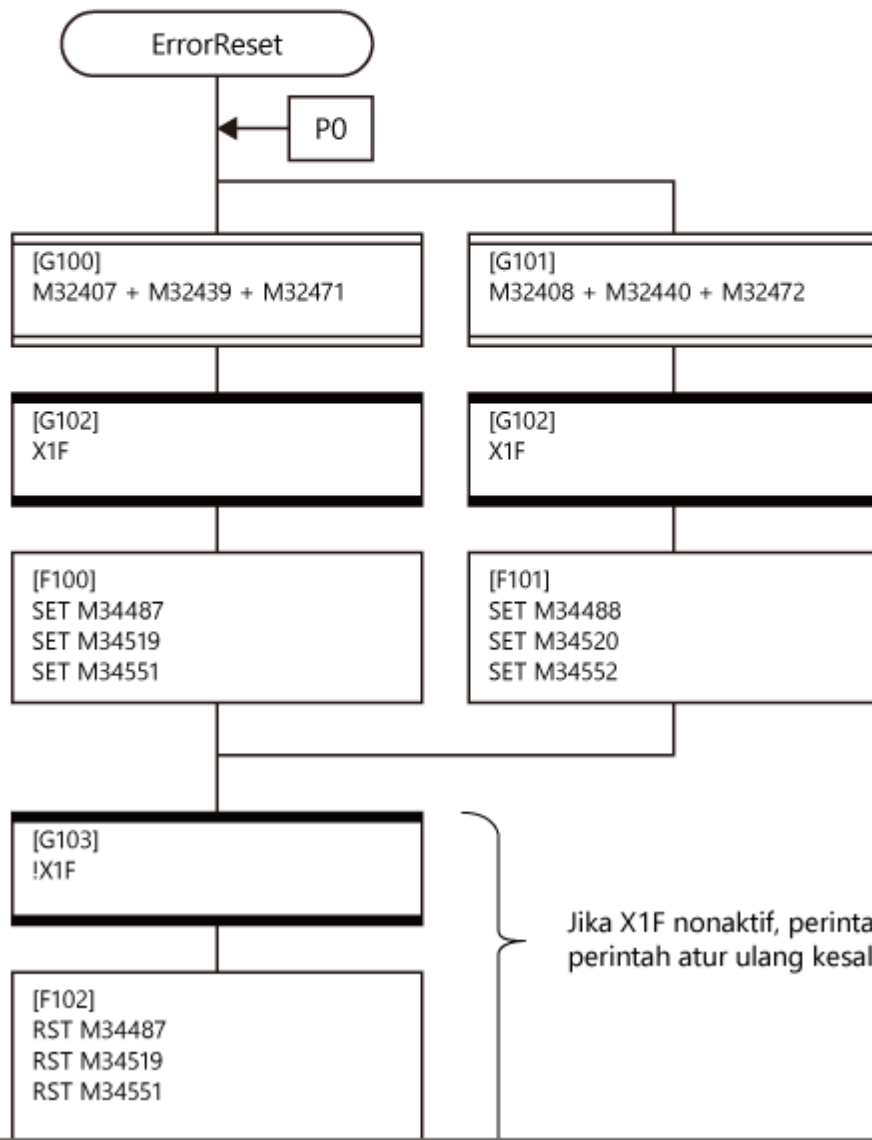 ErrorReset
P0
[G100]
M32407 + M32439 + M32471
[G101]
M32408 + M32440 + M32472
[G102]
X1F
[G102]
X1F
[F100]
SET M34487
SET M34519
SET M34551
[F101]
SET M34488
SET M34520
SET M34552
[G103]
!X1F
Jika X1F nonaktif,
perintah atur ulang
[F102]
RST M34487
RST M34519
RST M34551